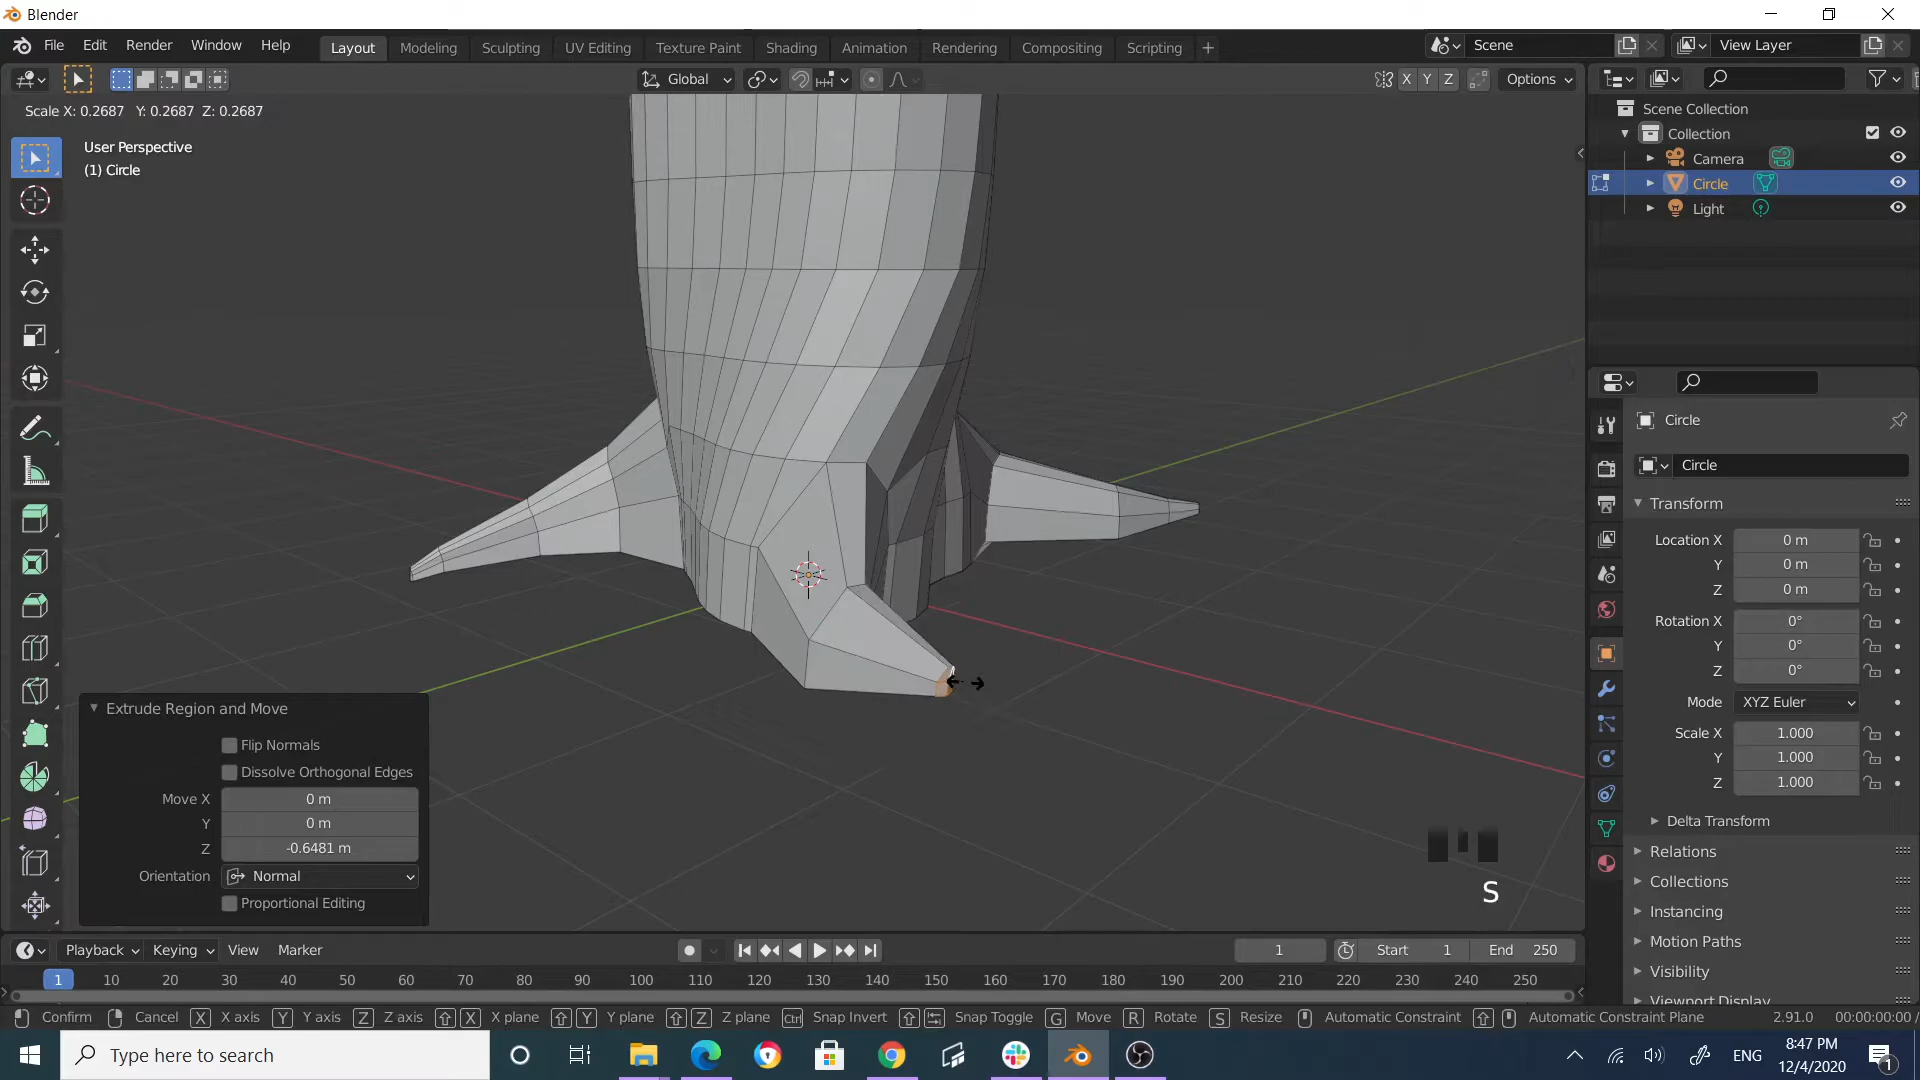 Blender
File Edit Render Window Help Layout Modeling Sculpting UV Editing Texture Paint Shading Animation Rendering Compositing Scripting + Scene View Layer
Global X Y Z Options
Scale X: 0.2687 Y: 0.2687 Z: 0.2687
User Perspective
(1) Circle
Scene Collection
Collection
Camera
Circle
Light
Circle
Circle
Transform
Location X 0 m
Y 0 m
Z 0 m
Rotation X 0°
Y 0°
Z 0°
Mode XYZ Euler
Scale X 1.000
Y 1.000
Z 1.000
Delta Transform
Relations
Collections
Instancing
Motion Paths
Visibility
Viewport Display
Extrude Region and Move
Flip Normals
Dissolve Orthogonal Edges
Move X 0 m
Y 0 m
Z -0.6481 m
Orientation Normal
Proportional Editing
S
Playback Keying View Marker 1 Start 1 End 250
1 10 20 30 40 50 60 70 80 90 100 110 120 130 140 150 160 170 180 190 200 210 220 230 240 250
Confirm Cancel X X axis Y Y axis Z Z axis X X plane Y Y plane Z Z plane Ctrl Snap Invert Snap Toggle G Move R Rotate S Resize Automatic Constraint Automatic Constraint Plane 2.91.0 00:00:00:00 /
Type here to search
ENG
8:47 PM
12/4/2020
1